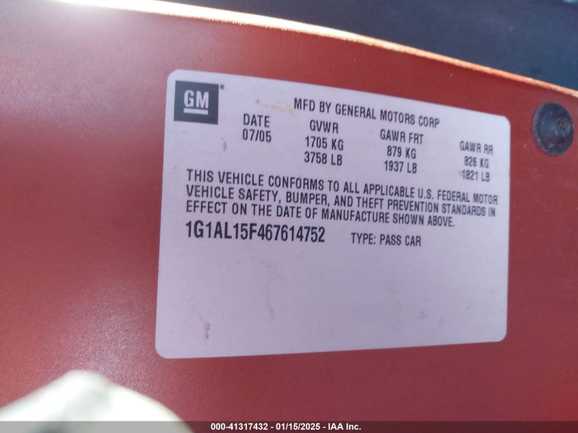 GM
MFD BY GENERAL MOTORS CORP
DATE GVWR GAWR FRT GAWR RR
07/05 1705 KG 879 KG 826 KG
3758 LB 1937 LB 1821 LB
THIS VEHICLE CONFORMS TO ALL APPLICABLE U.S. FEDERAL MOTOR
VEHICLE SAFETY, BUMPER, AND THEFT PREVENTION STANDARDS IN
EFFECT ON THE DATE OF MANUFACTURE SHOWN ABOVE.
1G1AL15F467614752 TYPE: PASS CAR
000-41317432 - 01/15/2025 - IAA Inc.